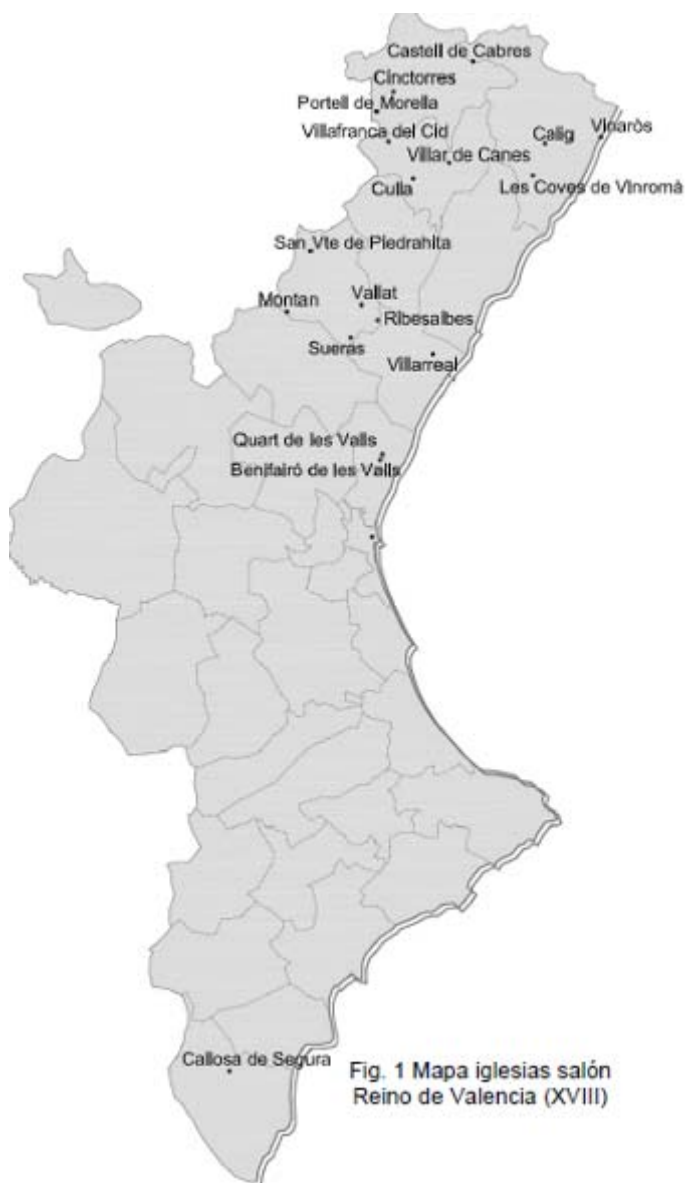 Castell de Cabres
Cinctorres
Portell de Morella
Villafranca del Cid
Villar de Canes
Calig
Vinaròs
Culla
Les Coves de Vinromà
San Vte de Piedrahita
Montan
Vallat
Ribesalbes
Sueras
Villarreal
Quart de les Valls
Benifairó de les Valls
Callosa de Segura
Fig. 1 Mapa iglesias salón
Reino de Valencia (XVIII)